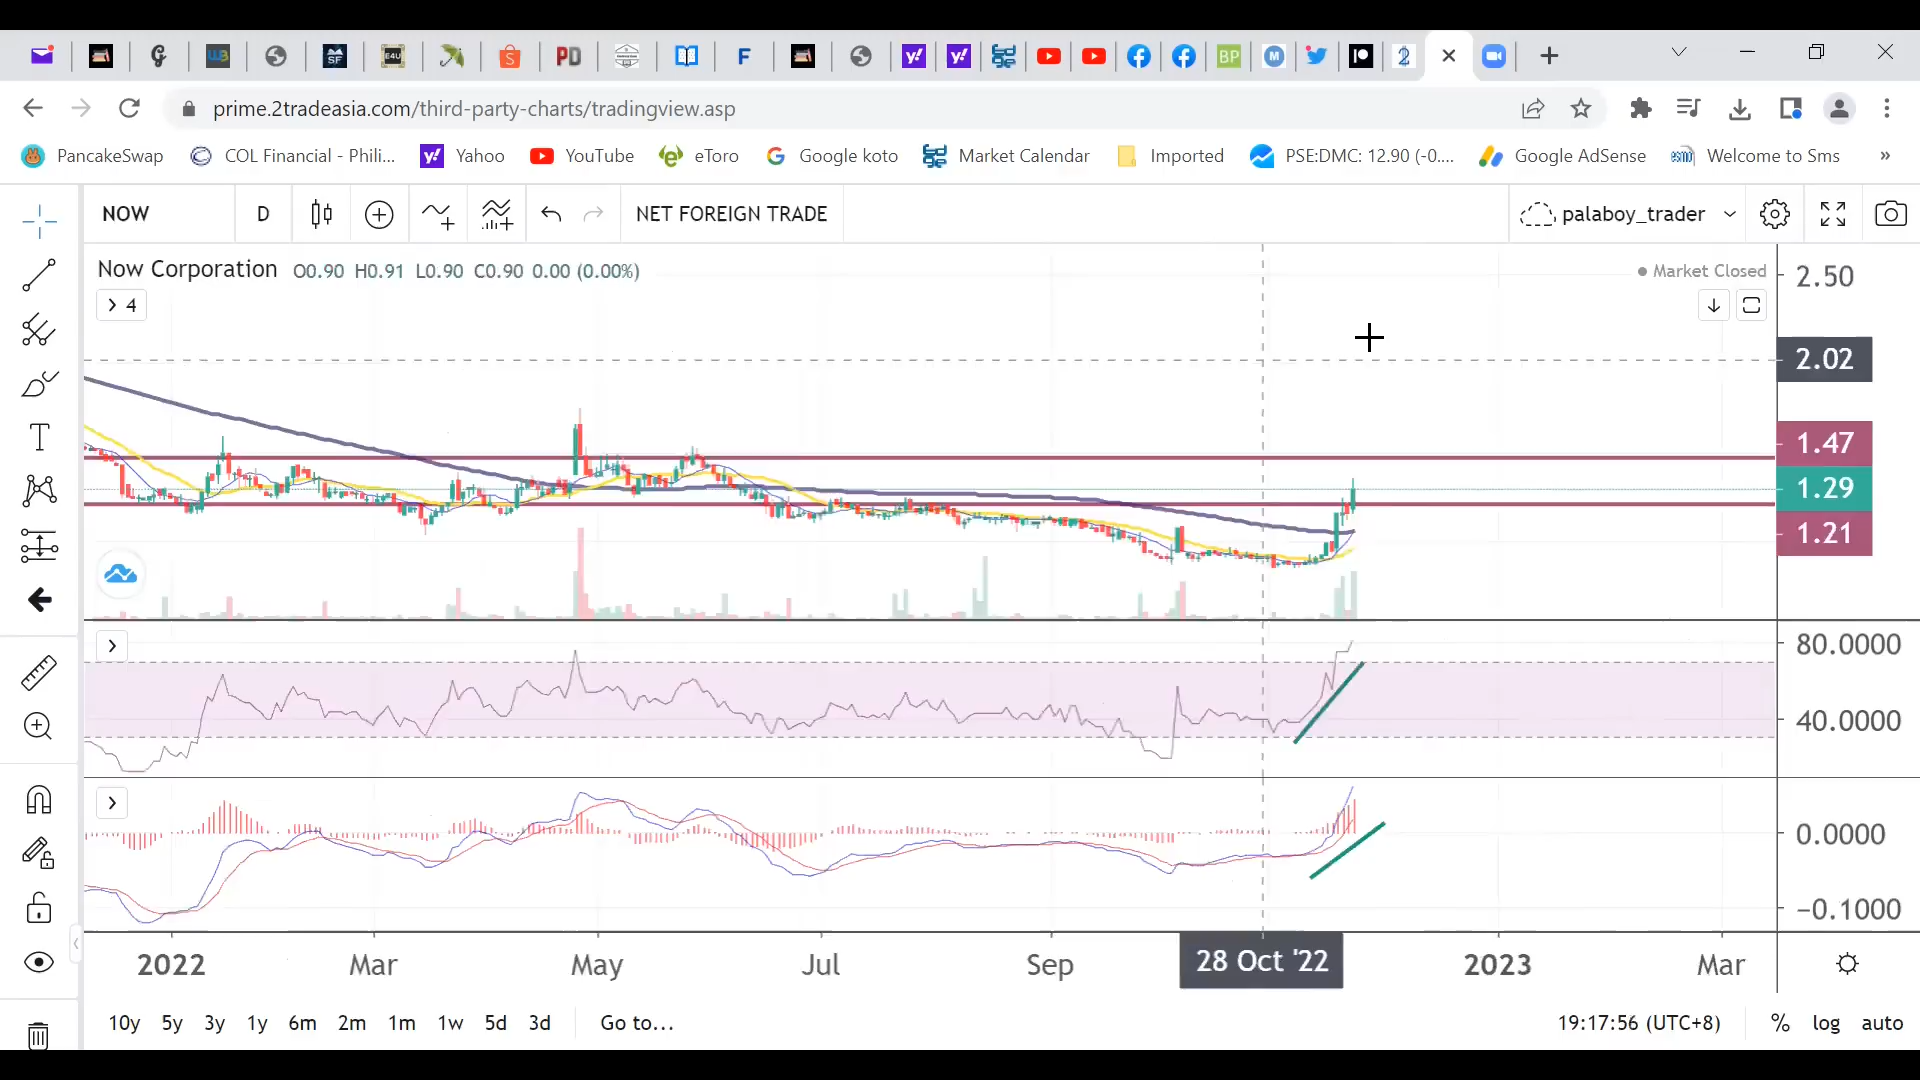 SF
E4U
PD
F
BP
M
prime.2tradeasia.com/third-party-charts/tradingview.asp
PancakeSwap COL Financial - Phili... Yahoo YouTube eToro Google koto Market Calendar Imported PSE:DMC: 12.90 (-0.... Google AdSense Welcome to Sms »
NOW D NET FOREIGN TRADE palaboy_trader
Now Corporation O0.90 H0.91 L0.90 C0.90 0.00 (0.00%) Market Closed
4
2.50
2.02
1.47
1.29
1.21
80.0000
40.0000
0.0000
−0.1000
2022 Mar May Jul Sep 28 Oct '22 2023 Mar
10y 5y 3y 1y 6m 2m 1m 1w 5d 3d Go to... 19:17:56 (UTC+8) % log auto